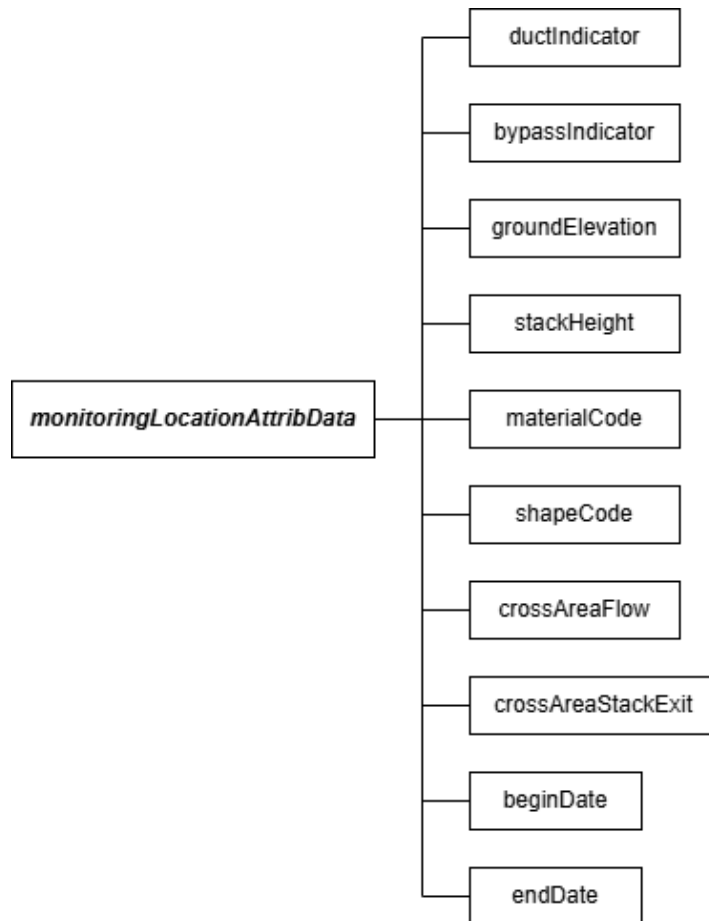 ductIndicator
bypassIndicator
groundElevation
stackHeight
monitoringLocationAttribData
materialCode
shapeCode
crossAreaFlow
crossAreaStackExit
beginDate
endDate